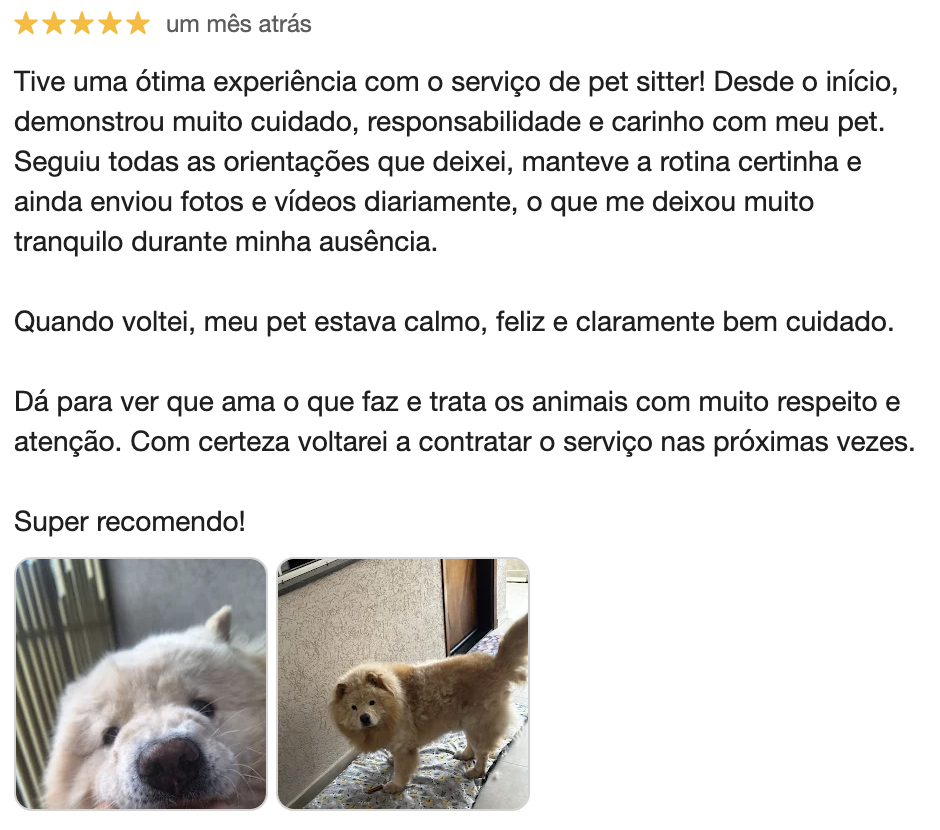 um mês atrás
Tive uma ótima experiência com o serviço de pet sitter! Desde o início,
demonstrou muito cuidado, responsabilidade e carinho com meu pet.
Seguiu todas as orientações que deixei, manteve a rotina certinha e
ainda enviou fotos e vídeos diariamente, o que me deixou muito
tranquilo durante minha ausência.
Quando voltei, meu pet estava calmo, feliz e claramente bem cuidado.
Dá para ver que ama o que faz e trata os animais com muito respeito e
atenção. Com certeza voltarei a contratar o serviço nas próximas vezes.
Super recomendo!